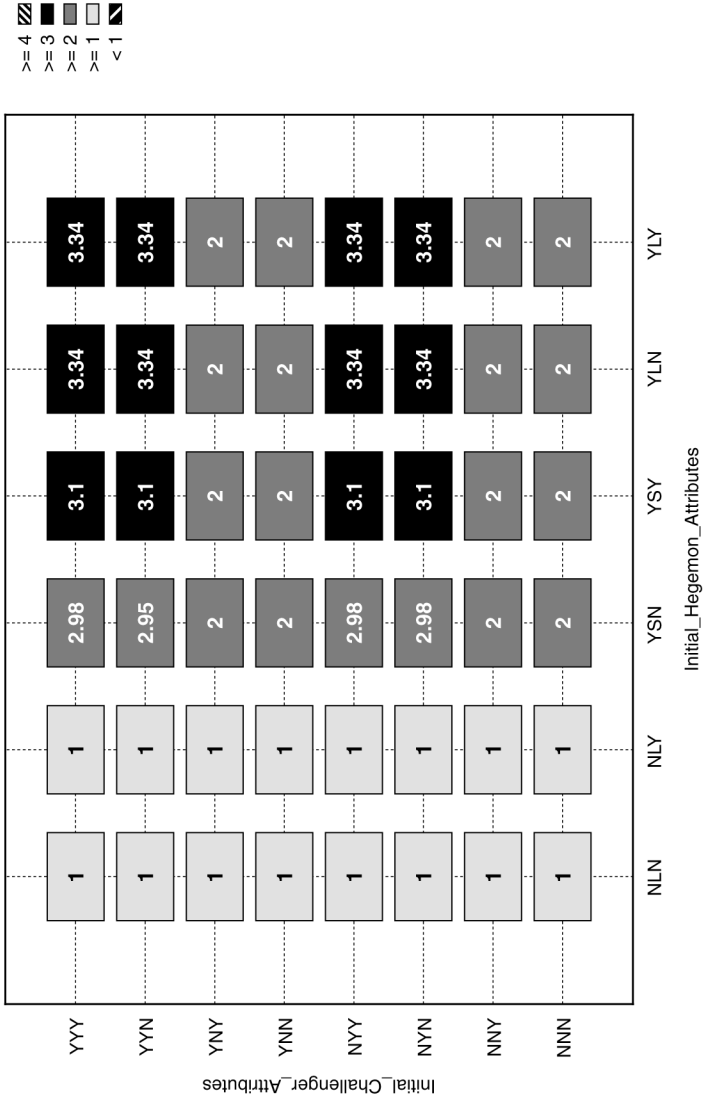 >= 4
>= 3
>= 2
>= 1
< 1
YYY 1 1 2.98 3.1 3.34 3.34
YYN 1 1 2.95 3.1 3.34 3.34
YNY 1 1 2 2 2 2
YNN 1 1 2 2 2 2
NYY 1 1 2.98 3.1 3.34 3.34
NYN 1 1 2.98 3.1 3.34 3.34
NNY 1 1 2 2 2 2
NNN 1 1 2 2 2 2
NLN NLY YSN YSY YLN YLY
Initial_Hegemon_Attributes
Initial_Challenger_Attributes